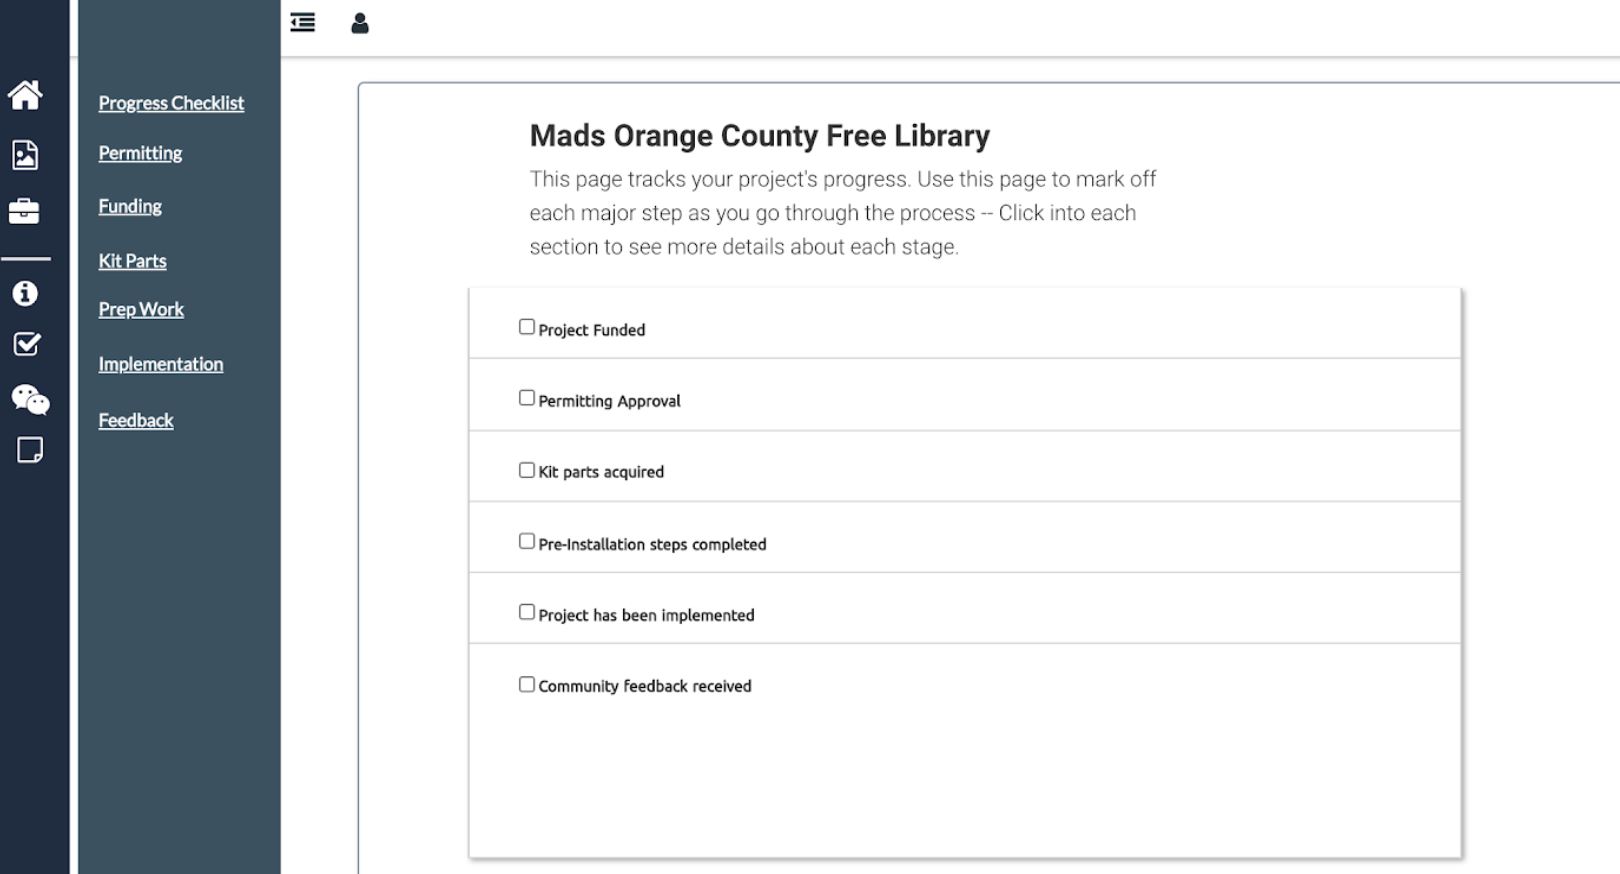 Progress Checklist
Permitting
Funding
Kit Parts
Prep Work
Implementation
Feedback
Mads Orange County Free Library
This page tracks your project's progress. Use this page to mark off
each major step as you go through the process -- Click into each
section to see more details about each stage.
Project Funded
Permitting Approval
Kit parts acquired
Pre-Installation steps completed
Project has been implemented
Community feedback received